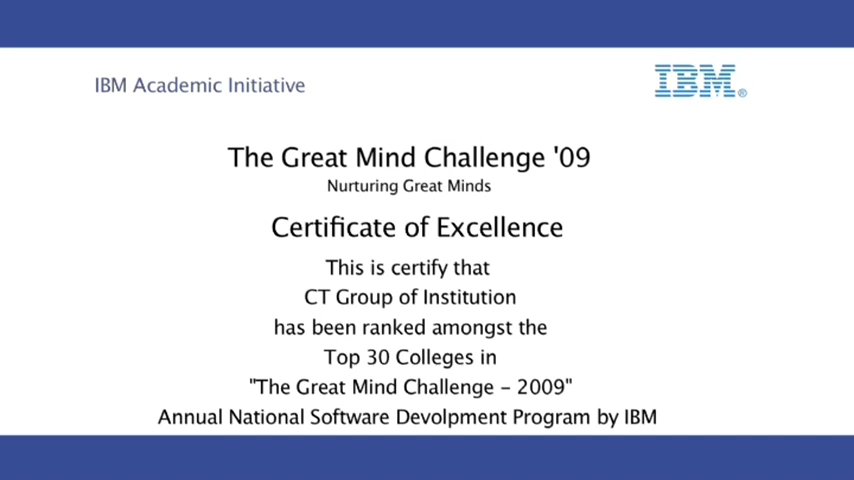 IBM Academic Initiative
IBM®
The Great Mind Challenge '09
Nurturing Great Minds
Certificate of Excellence
This is certify that
CT Group of Institution
has been ranked amongst the
Top 30 Colleges in
"The Great Mind Challenge - 2009"
Annual National Software Devolpment Program by IBM